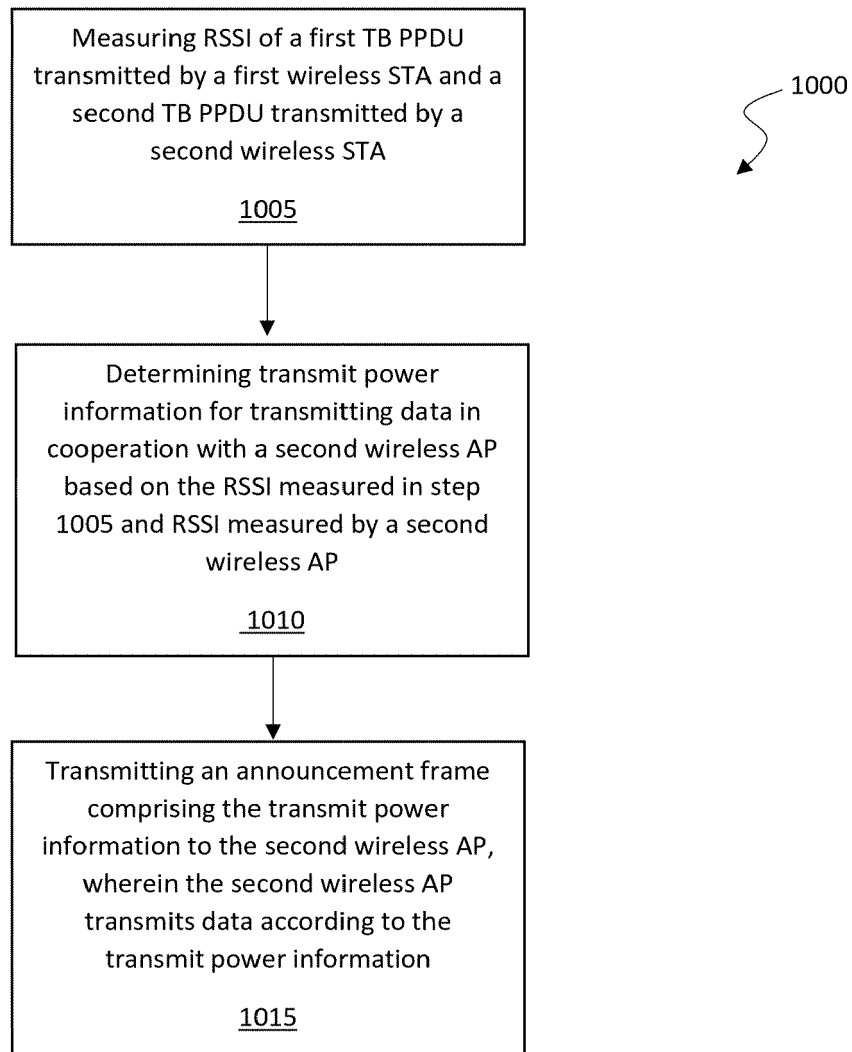 Measuring RSSI of a first TB PPDU
transmitted by a first wireless STA and a
second TB PPDU transmitted by a
second wireless STA
1005
1000
Determining transmit power
information for transmitting data in
cooperation with a second wireless AP
based on the RSSI measured in step
1005 and RSSI measured by a second
wireless AP
1010
Transmitting an announcement frame
comprising the transmit power
information to the second wireless AP,
wherein the second wireless AP
transmits data according to the
transmit power information
1015